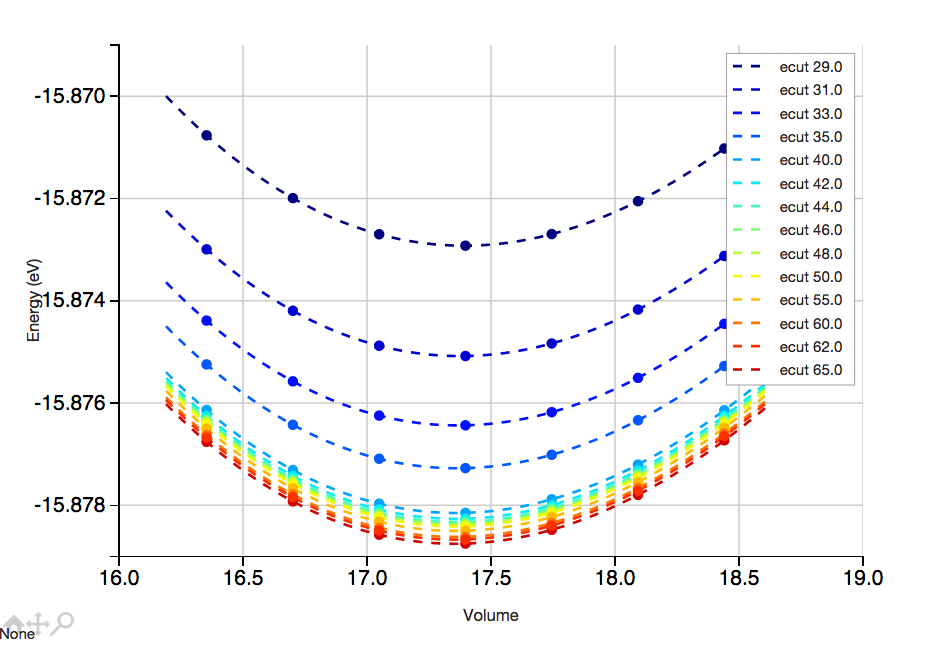 ecut 29.0
ecut 31.0
ecut 33.0
ecut 35.0
ecut 40.0
ecut 42.0
ecut 44.0
ecut 46.0
ecut 48.0
ecut 50.0
ecut 55.0
ecut 60.0
ecut 62.0
ecut 65.0
-15.870
-15.872
-15.874
-15.876
-15.878
Energy (eV)
16.0 16.5 17.0 17.5 18.0 18.5 19.0
Volume
None